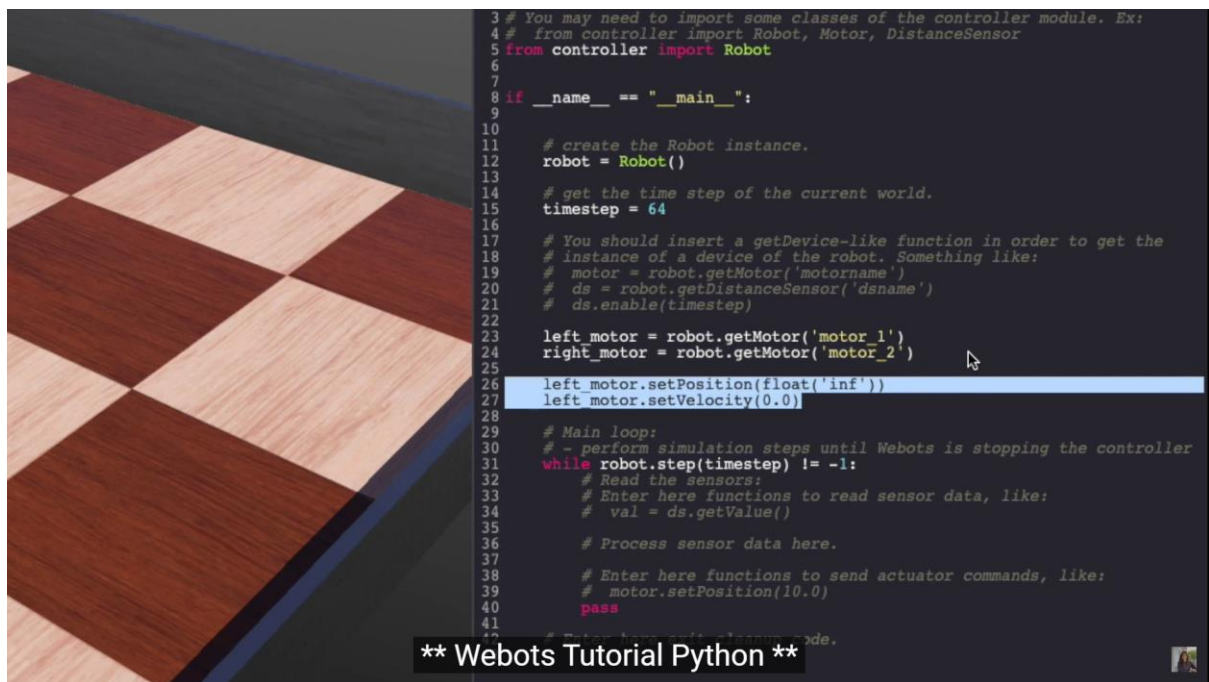 3 # You may need to import some classes of the controller module. Ex:
4 #  from controller import Robot, Motor, DistanceSensor
5 from controller import Robot
6
7
8 if __name__ == "__main__":
9
10
11     # create the Robot instance.
12     robot = Robot()
13
14     # get the time step of the current world.
15     timestep = 64
16
17     # You should insert a getDevice-like function in order to get the
18     # instance of a device of the robot. Something like:
19     #  motor = robot.getMotor('motorname')
20     #  ds = robot.getDistanceSensor('dsname')
21     #  ds.enable(timestep)
22
23     left_motor = robot.getMotor('motor_1')
24     right_motor = robot.getMotor('motor_2')
25
26     left_motor.setPosition(float('inf'))
27     left_motor.setVelocity(0.0)
28
29     # Main loop:
30     # - perform simulation steps until Webots is stopping the controller
31     while robot.step(timestep) != -1:
32         # Read the sensors:
33         # Enter here functions to read sensor data, like:
34         #  val = ds.getValue()
35
36         # Process sensor data here.
37
38         # Enter here functions to send actuator commands, like:
39         #  motor.setPosition(10.0)
40         pass
41
42     # Enter here exit cleanup code.
** Webots Tutorial Python **